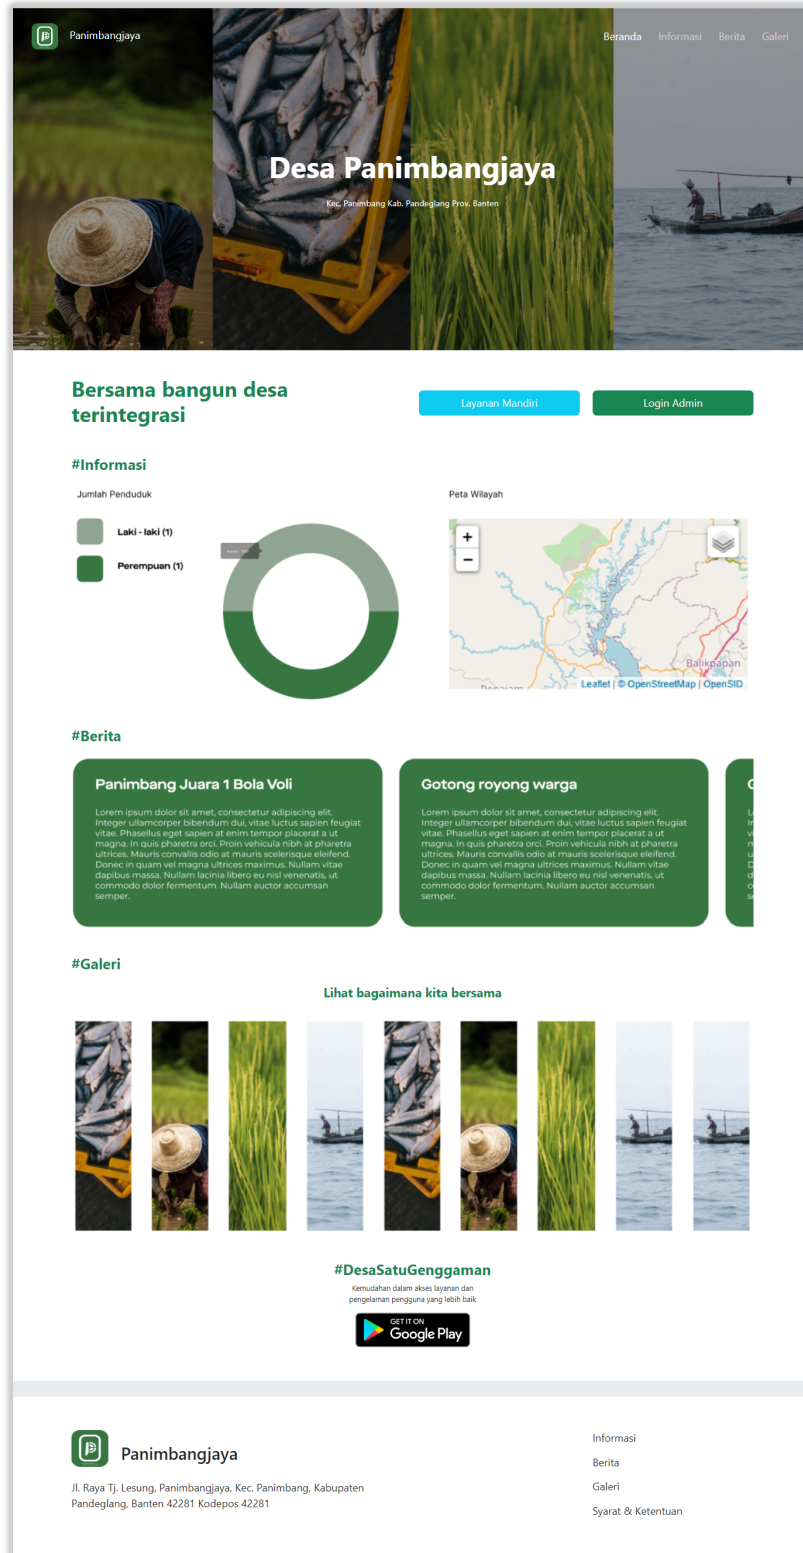 Panimbangjaya
Beranda Informasi Berita Galeri
Desa Panimbangjaya
Kec. Panimbang Kab. Pandeglang Prov. Banten
Bersama bangun desa
terintegrasi
Layanan Mandiri
Login Admin
#Informasi
Jumlah Penduduk
Laki - laki (1)
Perempuan (1)
Peta Wilayah
+
−
Balikpapan
Penajam
Leaflet | © OpenStreetMap | OpenSID
#Berita
Panimbang Juara 1 Bola Voli
Lorem ipsum dolor sit amet, consectetur adipiscing elit.
Integer ullamcorper bibendum dui, vitae luctus sapien feugiat
vitae. Phasellus eget sapien at enim tempor placerat a ut
magna. In quis pharetra orci. Proin vehicula nibh at pharetra
ultrices. Mauris convallis odio at mauris scelerisque eleifend.
Donec in quam vel magna ultrices maximus. Nullam vitae
dapibus massa. Nullam lacinia libero eu nisl venenatis, ut
commodo dolor fermentum. Nullam auctor accumsan
semper.
Gotong royong warga
Lorem ipsum dolor sit amet, consectetur adipiscing elit.
Integer ullamcorper bibendum dui, vitae luctus sapien feugiat
vitae. Phasellus eget sapien at enim tempor placerat a ut
magna. In quis pharetra orci. Proin vehicula nibh at pharetra
ultrices. Mauris convallis odio at mauris scelerisque eleifend.
Donec in quam vel magna ultrices maximus. Nullam vitae
dapibus massa. Nullam lacinia libero eu nisl venenatis, ut
commodo dolor fermentum. Nullam auctor accumsan
semper.
#Galeri
Lihat bagaimana kita bersama
#DesaSatuGenggaman
Kemudahan dalam akses layanan dan
pengelaman pengguna yang lebih baik
GET IT ON
Google Play
Panimbangjaya
Jl. Raya Tj. Lesung, Panimbangjaya, Kec. Panimbang, Kabupaten
Pandeglang, Banten 42281 Kodepos 42281
Informasi
Berita
Galeri
Syarat & Ketentuan